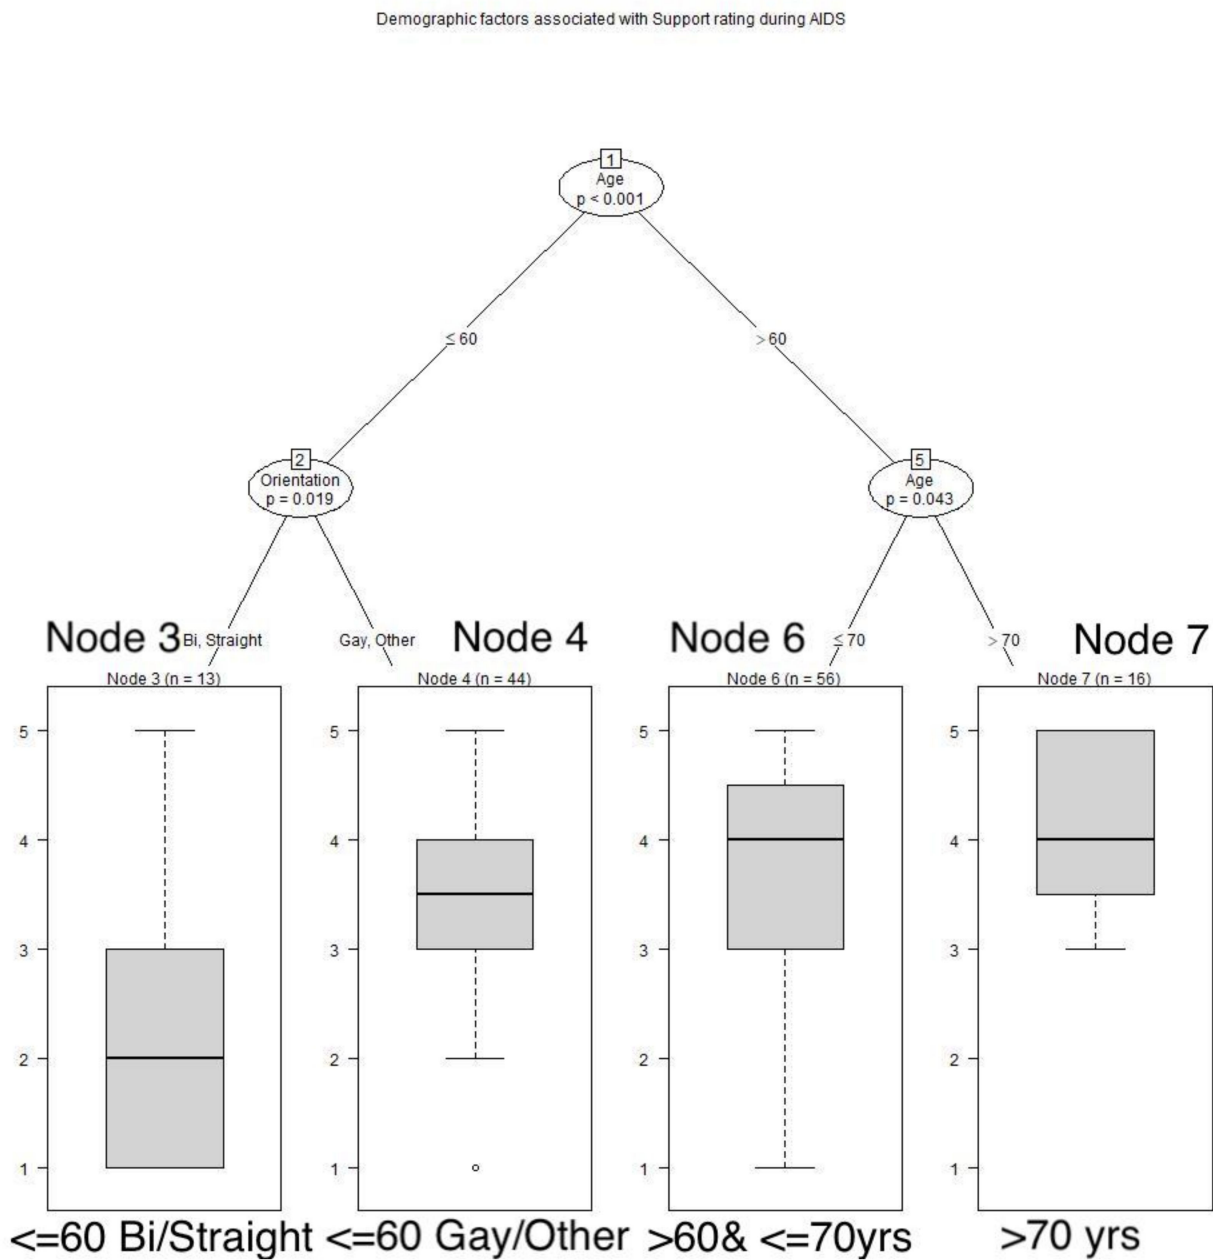 Demographic factors associated with Support rating during AIDS
1
Age
p < 0.001
≤ 60
> 60
2
Orientation
p = 0.019
5
Age
p = 0.043
Node 3
Bi, Straight
Gay, Other
Node 4
Node 6
≤ 70
> 70
Node 7
Node 3 (n = 13)
Node 4 (n = 44)
Node 6 (n = 56)
Node 7 (n = 16)
5
4
3
2
1
5
4
3
2
1
5
4
3
2
1
5
4
3
2
1
<=60 Bi/Straight
<=60 Gay/Other
>60& <=70yrs
>70 yrs